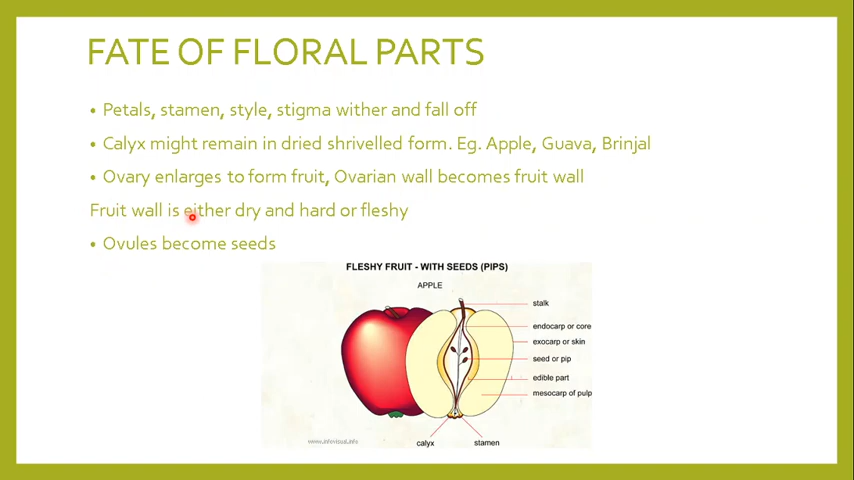 FATE OF FLORAL PARTS
• Petals, stamen, style, stigma wither and fall off
• Calyx might remain in dried shrivelled form. Eg. Apple, Guava, Brinjal
• Ovary enlarges to form fruit, Ovarian wall becomes fruit wall
Fruit wall is either dry and hard or fleshy
• Ovules become seeds
FLESHY FRUIT - WITH SEEDS (PIPS)
APPLE
stalk
endocarp or core
exocarp or skin
seed or pip
edible part
mesocarp of pulp
calyx
stamen
www.infovisual.info